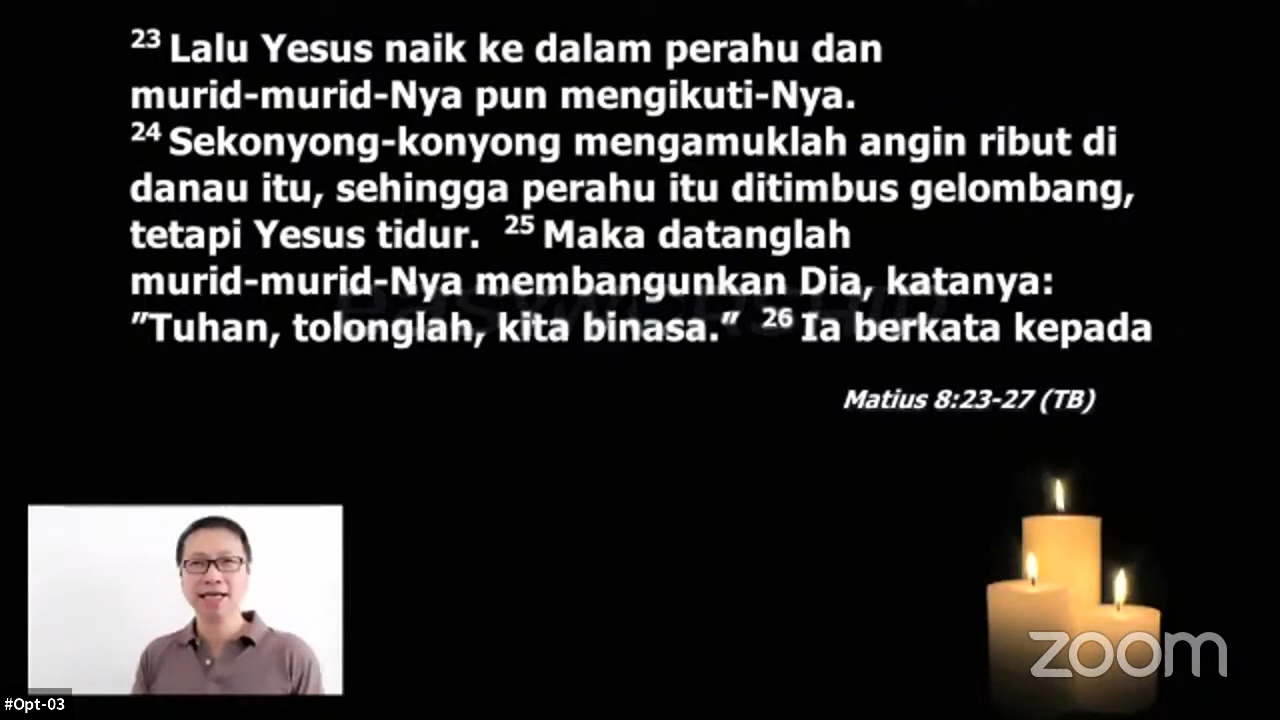 23 Lalu Yesus naik ke dalam perahu dan
murid-murid-Nya pun mengikuti-Nya.
24 Sekonyong-konyong mengamuklah angin ribut di
danau itu, sehingga perahu itu ditimbus gelombang,
tetapi Yesus tidur. 25 Maka datanglah
murid-murid-Nya membangunkan Dia, katanya:
”Tuhan, tolonglah, kita binasa.” 26 Ia berkata kepada
Matius 8:23-27 (TB)
zoom
#Opt-03